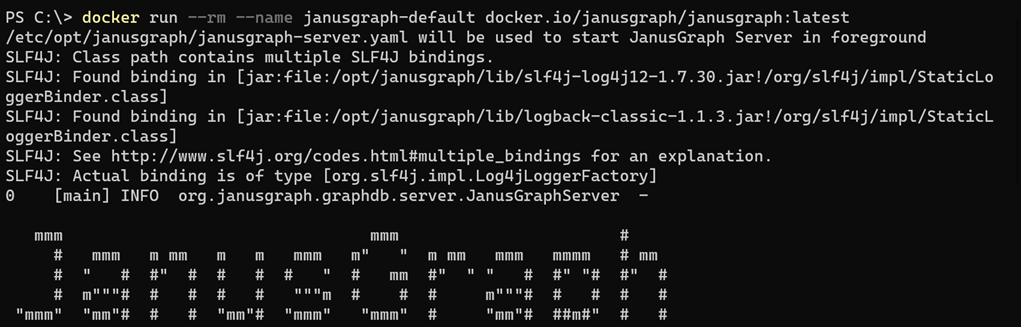 PS C:\> docker run --rm --name janusgraph-default docker.io/janusgraph/janusgraph:latest
/etc/opt/janusgraph/janusgraph-server.yaml will be used to start JanusGraph Server in foreground
SLF4J: Class path contains multiple SLF4J bindings.
SLF4J: Found binding in [jar:file:/opt/janusgraph/lib/slf4j-log4j12-1.7.30.jar!/org/slf4j/impl/StaticLo
ggerBinder.class]
SLF4J: Found binding in [jar:file:/opt/janusgraph/lib/logback-classic-1.1.3.jar!/org/slf4j/impl/StaticL
oggerBinder.class]
SLF4J: See http://www.slf4j.org/codes.html#multiple_bindings for an explanation.
SLF4J: Actual binding is of type [org.slf4j.impl.Log4jLoggerFactory]
0    [main] INFO  org.janusgraph.graphdb.server.JanusGraphServer  -
   mmm                                mmm                          #
     #   mmm   m mm   m   m   mmm   m"   "  m mm   mmm   mmmm   # mm
     #  "   #  #"  #  #   #  #   "  #   mm  #"  " "   #  #" "#  #"  #
     #  m"""#  #   #  #   #   """m  #    #  #     m"""#  #   #  #   #
 "mmm"  "mm"#  #   #  "mm"#  "mmm"   "mmm"  #     "mm"#  ##m#"  #   #